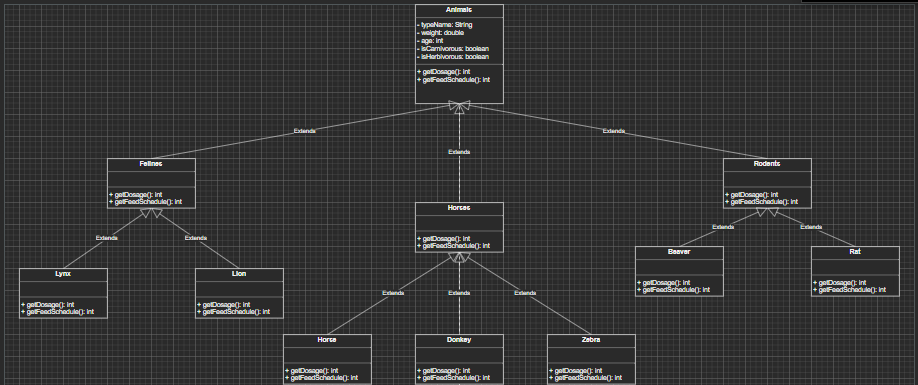 Animals
- typeName: String
- weight: double
- age: int
- isCarnivorous: boolean
- isHerbivorous: boolean
+ getDosage(): int
+ getFeedSchedule(): int
Extends
Extends
Extends
Felines
+ getDosage(): int
+ getFeedSchedule(): int
Rodents
+ getDosage(): int
+ getFeedSchedule(): int
Horses
+ getDosage(): int
+ getFeedSchedule(): int
Extends
Extends
Extends
Extends
Lynx
+ getDosage(): int
+ getFeedSchedule(): int
Lion
+ getDosage(): int
+ getFeedSchedule(): int
Beaver
+ getDosage(): int
+ getFeedSchedule(): int
Rat
+ getDosage(): int
+ getFeedSchedule(): int
Extends
Extends
Extends
Horse
+ getDosage(): int
+ getFeedSchedule(): int
Donkey
+ getDosage(): int
+ getFeedSchedule(): int
Zebra
+ getDosage(): int
+ getFeedSchedule(): int